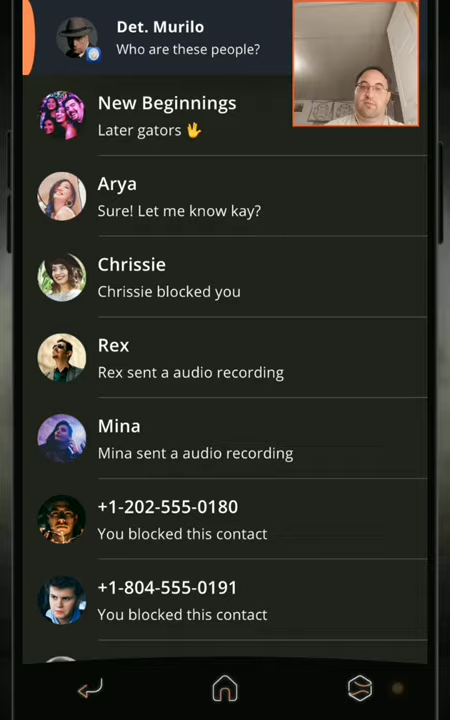 Det. Murilo
Who are these people?
New Beginnings
Later gators 🖖
Arya
Sure! Let me know kay?
Chrissie
Chrissie blocked you
Rex
Rex sent a audio recording
Mina
Mina sent a audio recording
+1-202-555-0180
You blocked this contact
+1-804-555-0191
You blocked this contact